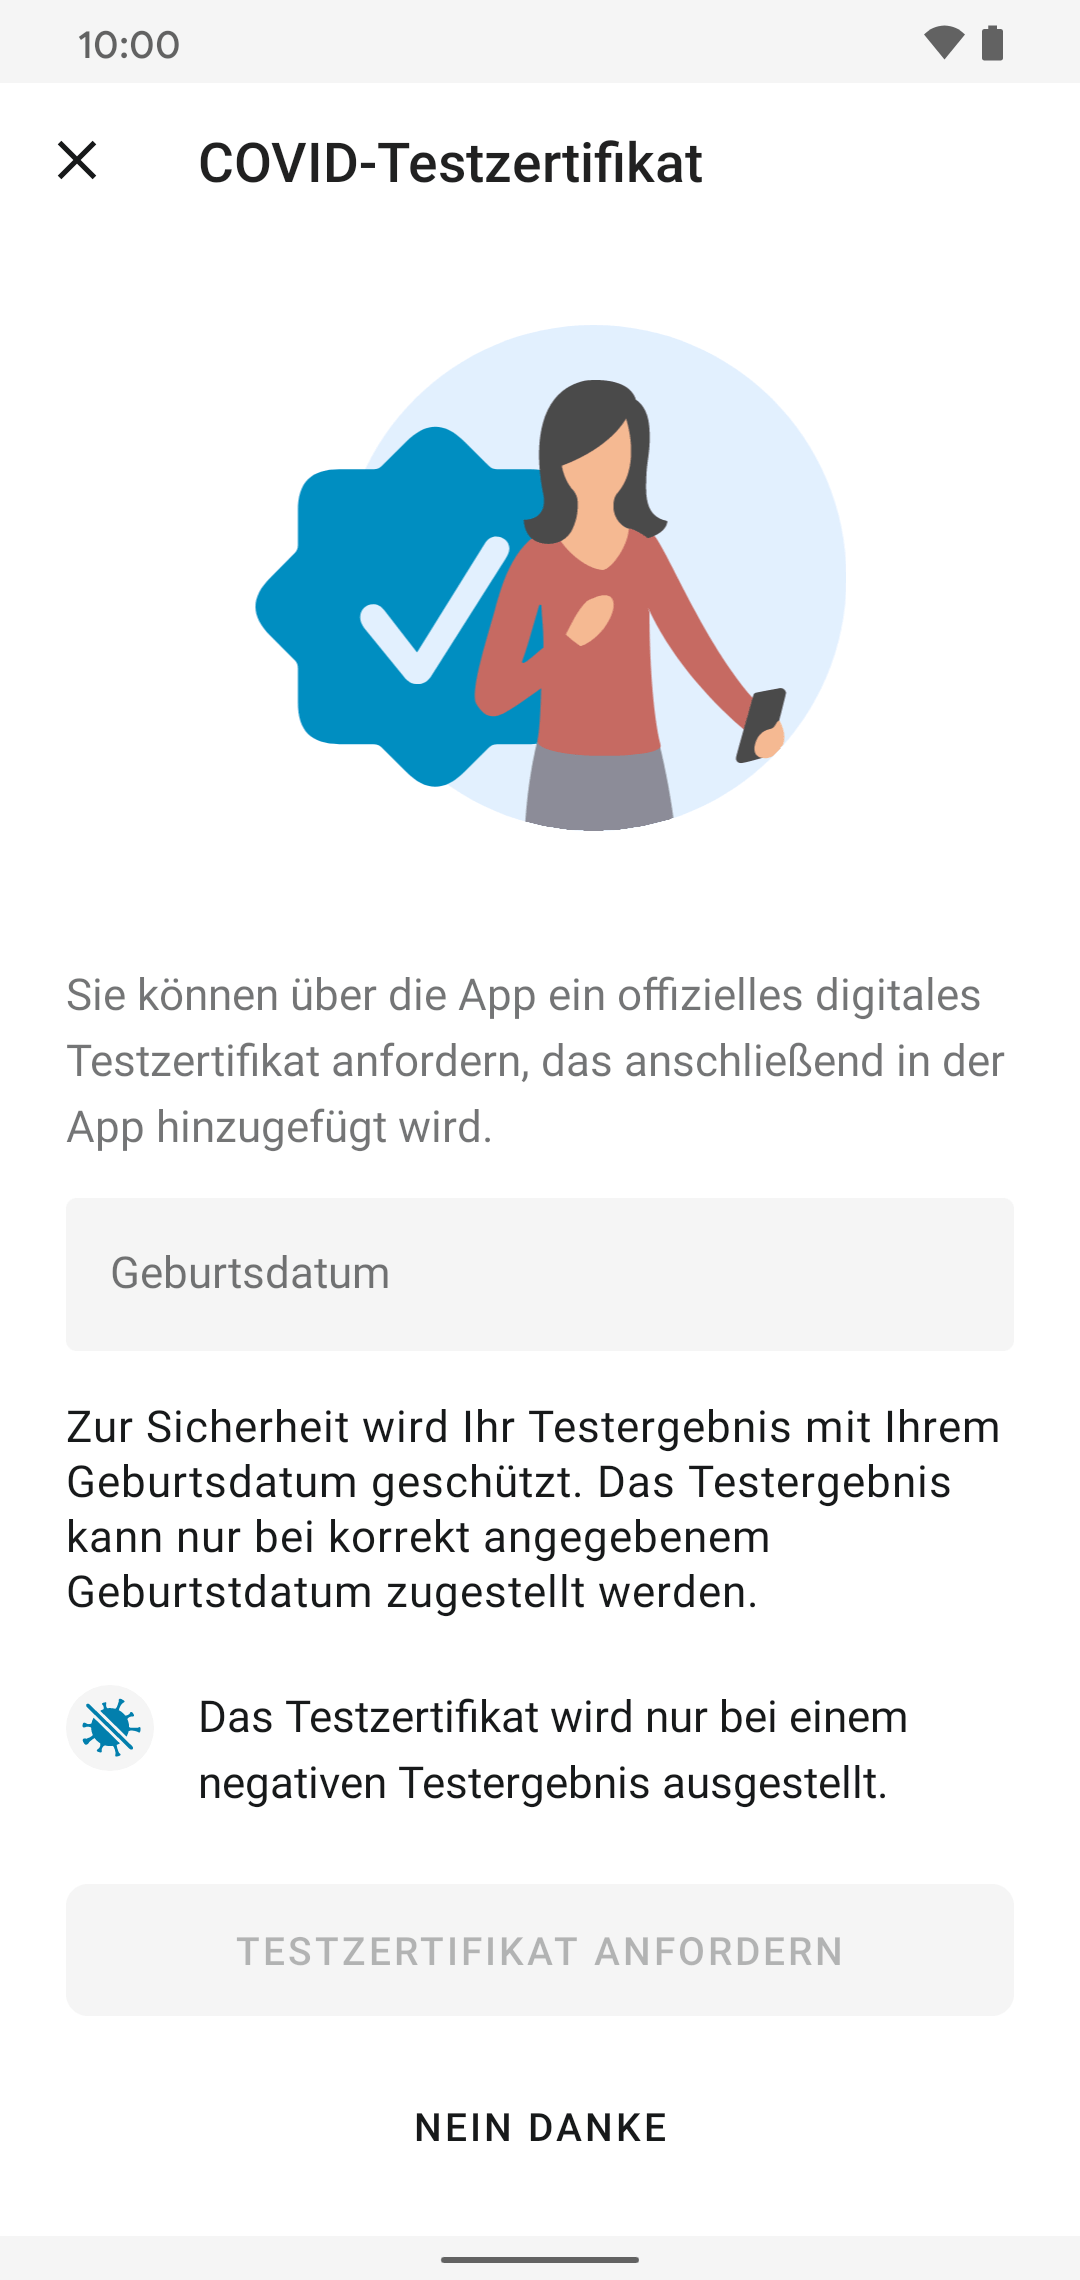 10:00
COVID-Testzertifikat
Sie können über die App ein offizielles digitales
Testzertifikat anfordern, das anschließend in der
App hinzugefügt wird.
Geburtsdatum
Zur Sicherheit wird Ihr Testergebnis mit Ihrem
Geburtsdatum geschützt. Das Testergebnis
kann nur bei korrekt angegebenem
Geburtstdatum zugestellt werden.
Das Testzertifikat wird nur bei einem
negativen Testergebnis ausgestellt.
TESTZERTIFIKAT ANFORDERN
NEIN DANKE